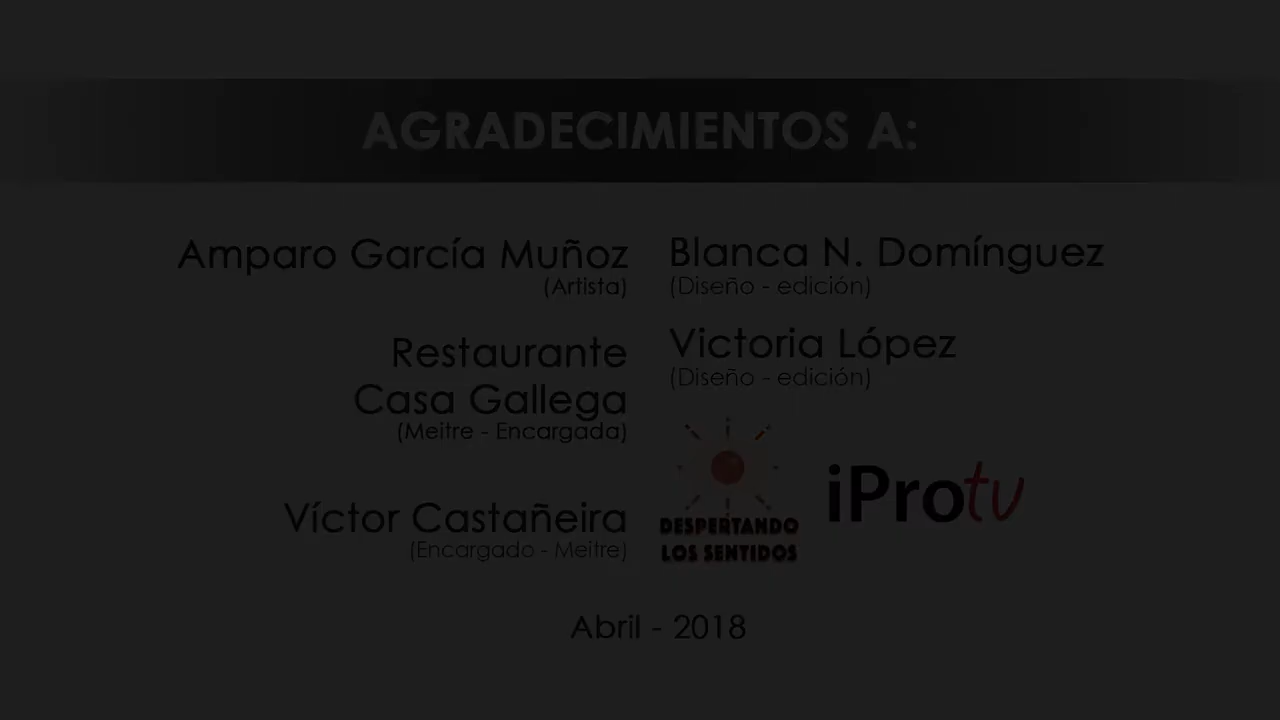 AGRADECIMIENTOS A:
Amparo García Muñoz
(Artista)
Restaurante
Casa Gallega
(Meitre - Encargada)
Víctor Castañeira
(Encargado - Meitre)
Blanca N. Domínguez
(Diseño - edición)
Victoria López
(Diseño - edición)
DESPERTANDO
LOS SENTIDOS
iProtv
Abril - 2018